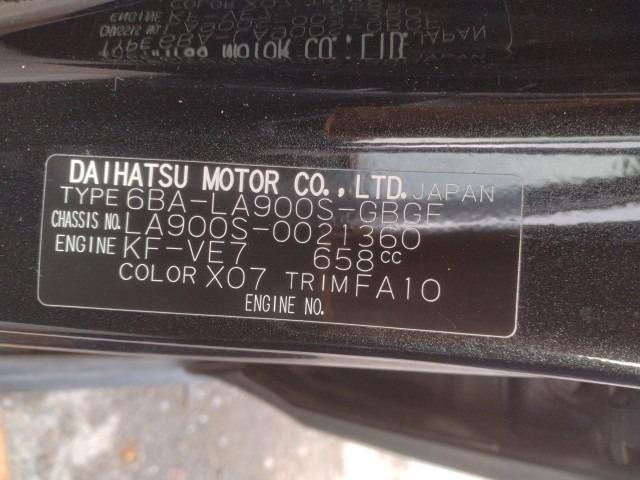 DAIHATSU MOTOR CO., LTD. JAPAN
TYPE 6BA-LA900S-GBGF
CHASSIS NO. LA900S-0021360
ENGINE KF-VE7 658cc
COLOR X07 TRIM FA10
ENGINE NO.